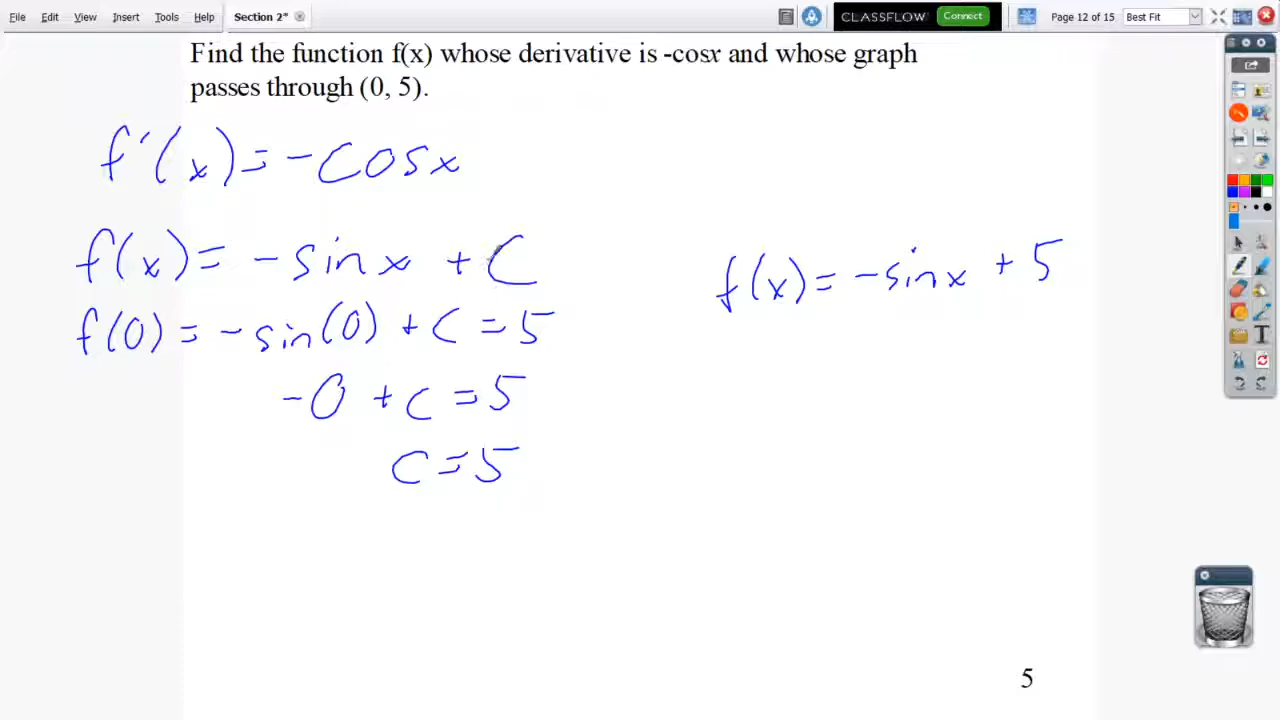 File Edit View Insert Tools Help Section 2* CLASSFLOW Connect Page 12 of 15 Best Fit
Find the function f(x) whose derivative is -cosx and whose graph
passes through (0, 5).
f'(x) = -cosx
f(x) = -sinx + C
f(x) = -sinx + 5
f(0) = -sin(0) + C = 5
-0 + C = 5
C = 5
5